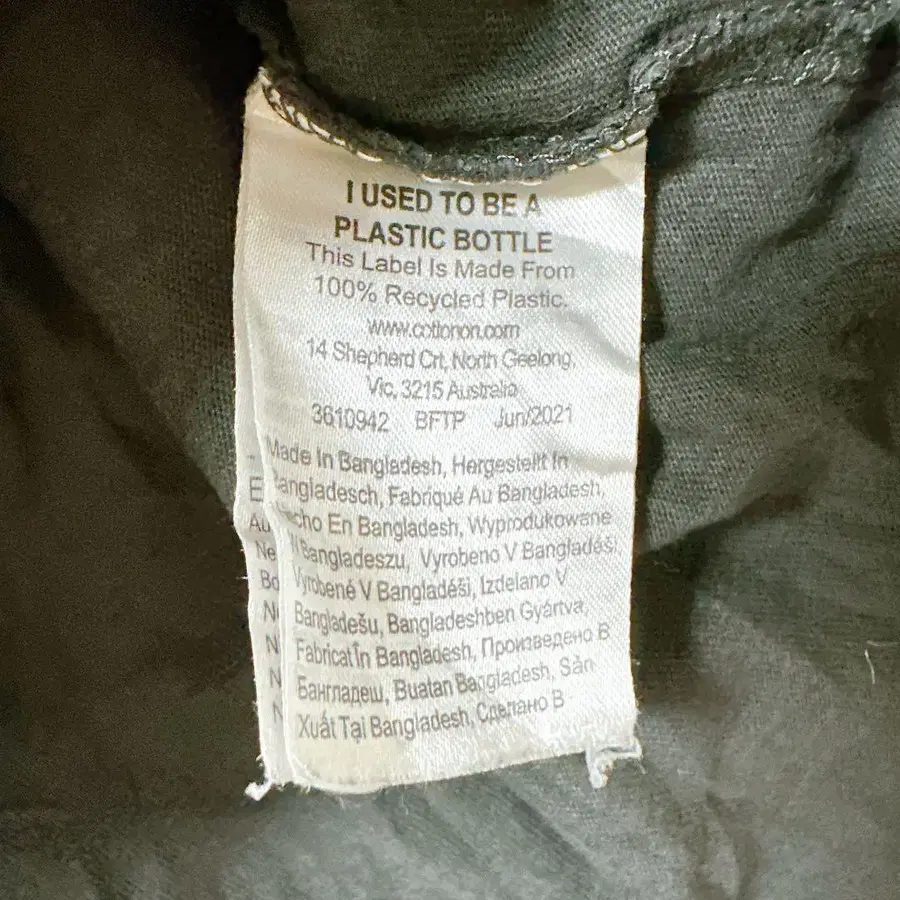 I USED TO BE A
PLASTIC BOTTLE
This Label Is Made From
100% Recycled Plastic.
www.cottonon.com
14 Shepherd Crt, North Geelong,
Vic, 3215 Australia
3610942 BFTP Jun/2021
Made In Bangladesh, Hergestellt In
Bangladesch, Fabriqué Au Bangladesh,
En Bangladesh, Wyprodukowane
Bangladeszu, Vyrobeno V Bangladéši
Vyrobené V Bangladéši, Izdelano V
Bangladešu, Bangladeshben Gyártva,
Fabricat În Bangladesh, Произведено В
Бангладеш, Buatan Bangladesh, Sản
Xuất Tại Bangladesh, Сделано В